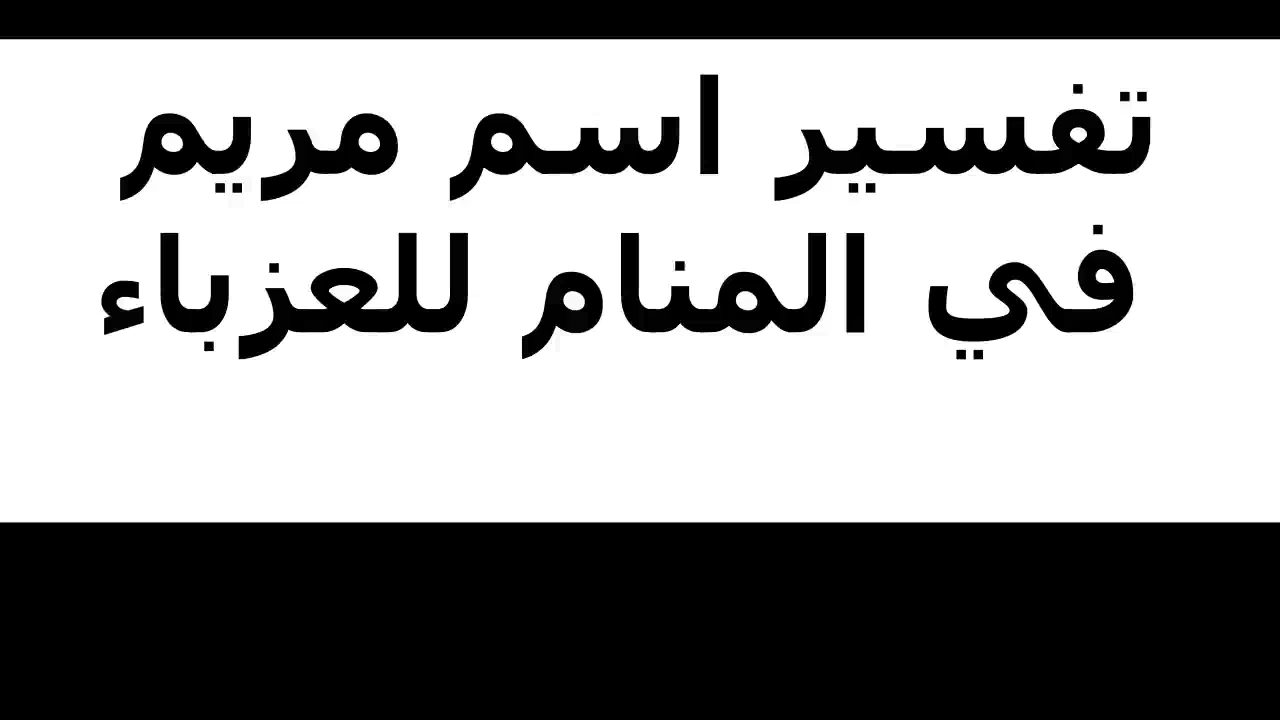 تفسير اسم مريم
في المنام للعزباء